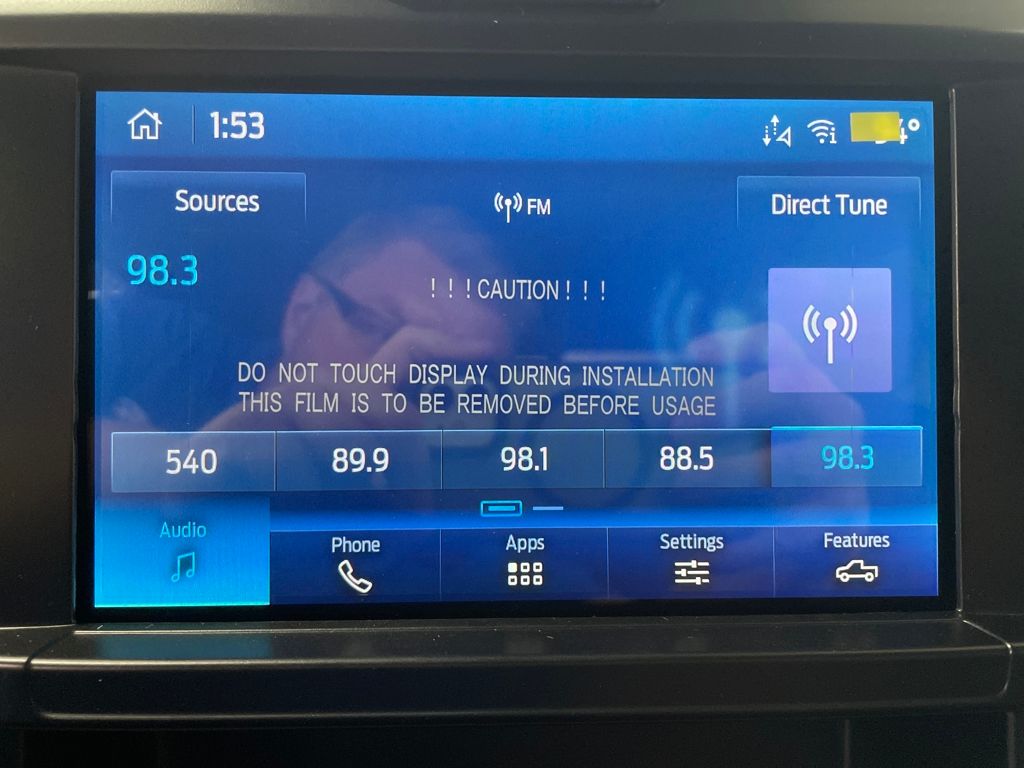 1:53
Sources
FM
Direct Tune
98.3
!!!CAUTION!!!
DO NOT TOUCH DISPLAY DURING INSTALLATION
THIS FILM IS TO BE REMOVED BEFORE USAGE
540 89.9 98.1 88.5 98.3
Audio Phone Apps Settings Features